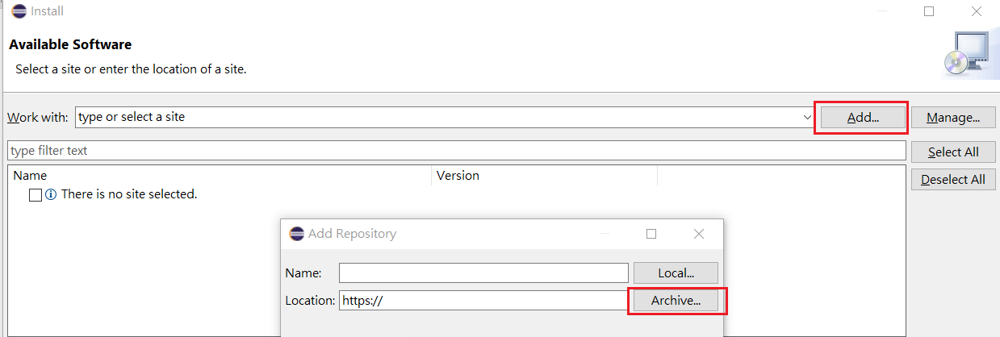 Install
Available Software
Select a site or enter the location of a site.
Work with: type or select a site Add... Manage...
type filter text Select All
Name Version Deselect All
There is no site selected.
Add Repository
Name: Local...
Location: https:// Archive...